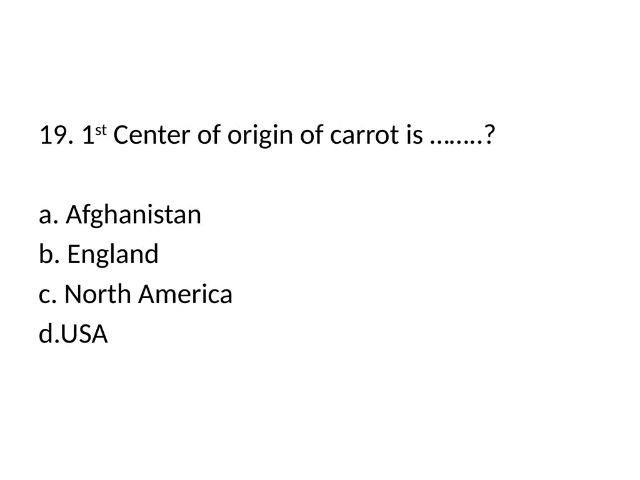 19. 1st Center of origin of carrot is ……..?
a. Afghanistan
b. England
c. North America
d.USA